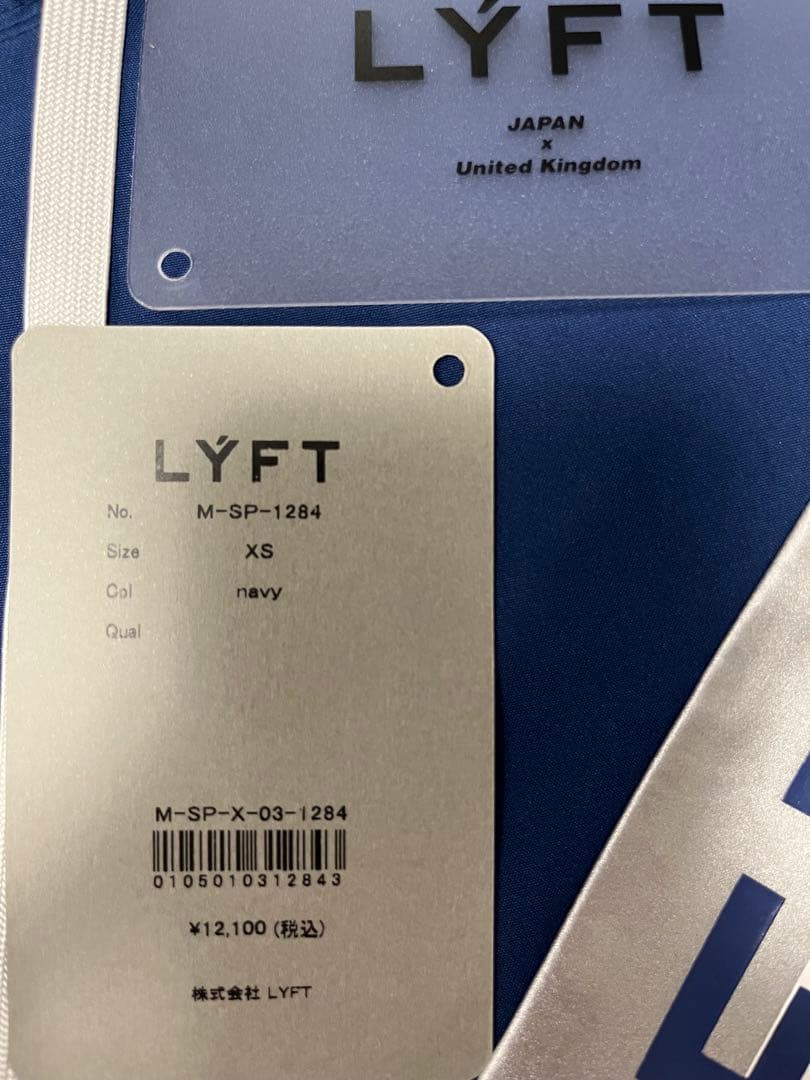 LÝFT
JAPAN
x
United Kingdom
LÝFT
No. M-SP-1284
Size XS
Col navy
Qual
M-SP-X-03-1284
0105010312843
¥12,100 (税込)
株式会社 LYFT